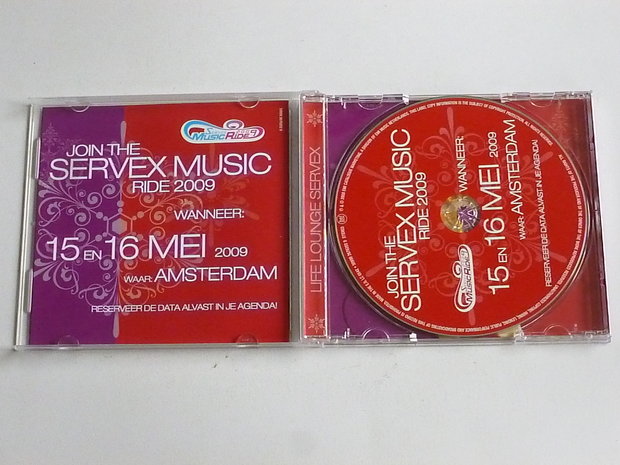 Servex
MusicRide
JOIN THE
SERVEX MUSIC
RIDE 2009
WANNEER:
15 EN 16 MEI 2009
WAAR: AMSTERDAM
RESERVEER DE DATA ALVAST IN JE AGENDA!
LIFE LOUNGE SERVEX
JOIN THE
SERVEX MUSIC
RIDE 2009
WANNEER:
15 EN 16 MEI 2009
WAAR: AMSTERDAM
RESERVEER DE DATA ALVAST IN JE AGENDA!
MusicRide